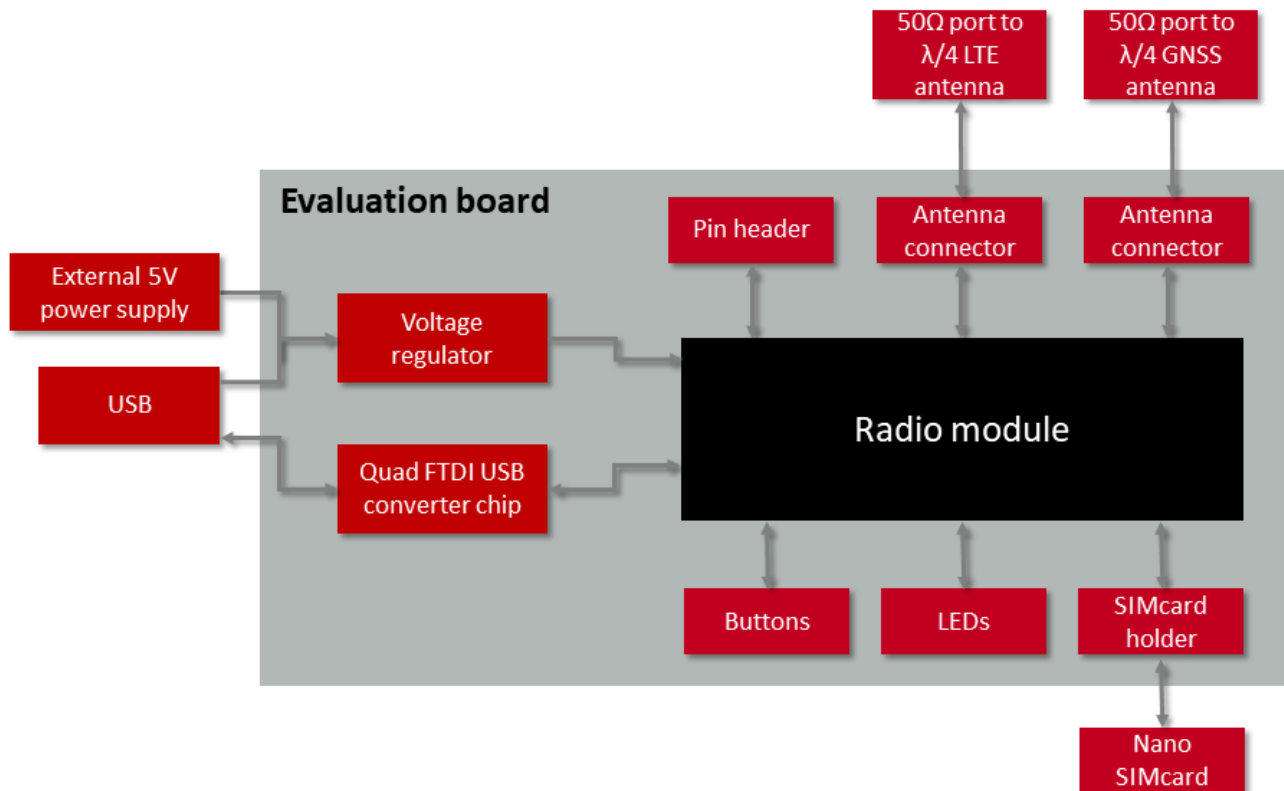 50Ω port to
λ/4 LTE
antenna
50Ω port to
λ/4 GNSS
antenna
Evaluation board
Pin header
Antenna
connector
Antenna
connector
External 5V
power supply
Voltage
regulator
USB
Radio module
Quad FTDI USB
converter chip
Buttons
LEDs
SIMcard
holder
Nano
SIMcard